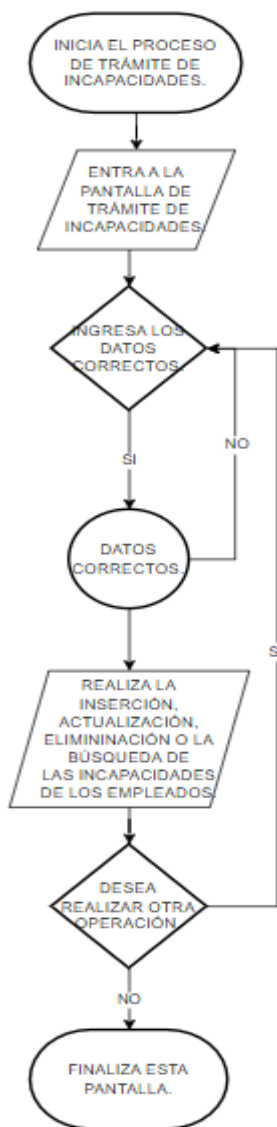 INICIA EL PROCESO
DE TRÁMITE DE
INCAPACIDADES.
ENTRA A LA
PANTALLA DE
TRÁMITE DE
INCAPACIDADES
INGRESA LOS
DATOS
CORRECTOS.
NO
SI
DATOS
CORRECTOS.
S
REALIZA LA
INSERCIÓN,
ACTUALIZACIÓN,
ELIMININACIÓN O LA
BÚSQUEDA DE
LAS INCAPACIDADES
DE LOS EMPLEADOS.
DESEA
REALIZAR OTRA
OPERACIÓN.
NO
FINALIZA ESTA
PANTALLA.